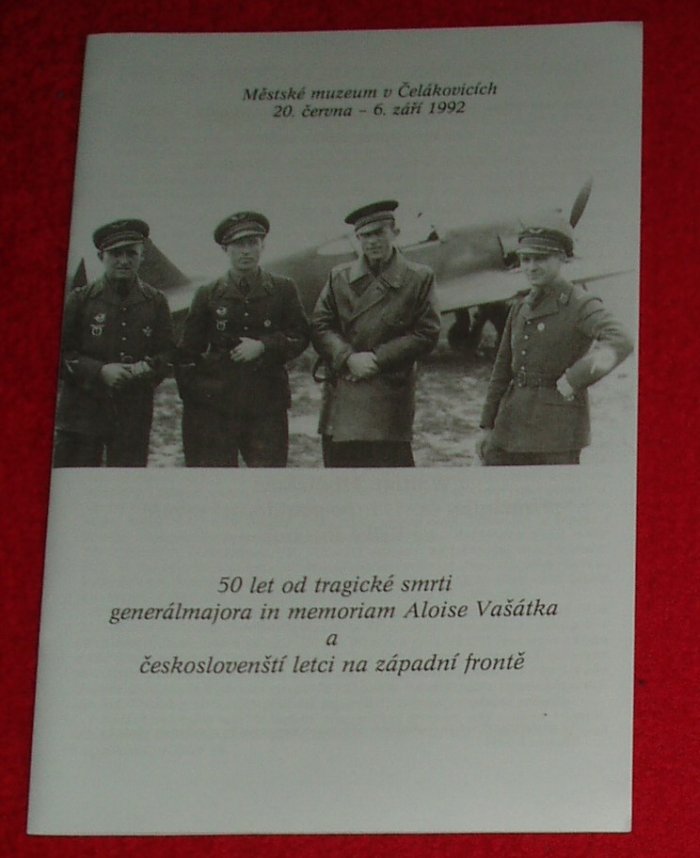 Městské muzeum v Čelákovicích
20. června – 6. září 1992
50 let od tragické smrti
generálmajora in memoriam Aloise Vašátka
a
českoslovenští letci na západní frontě